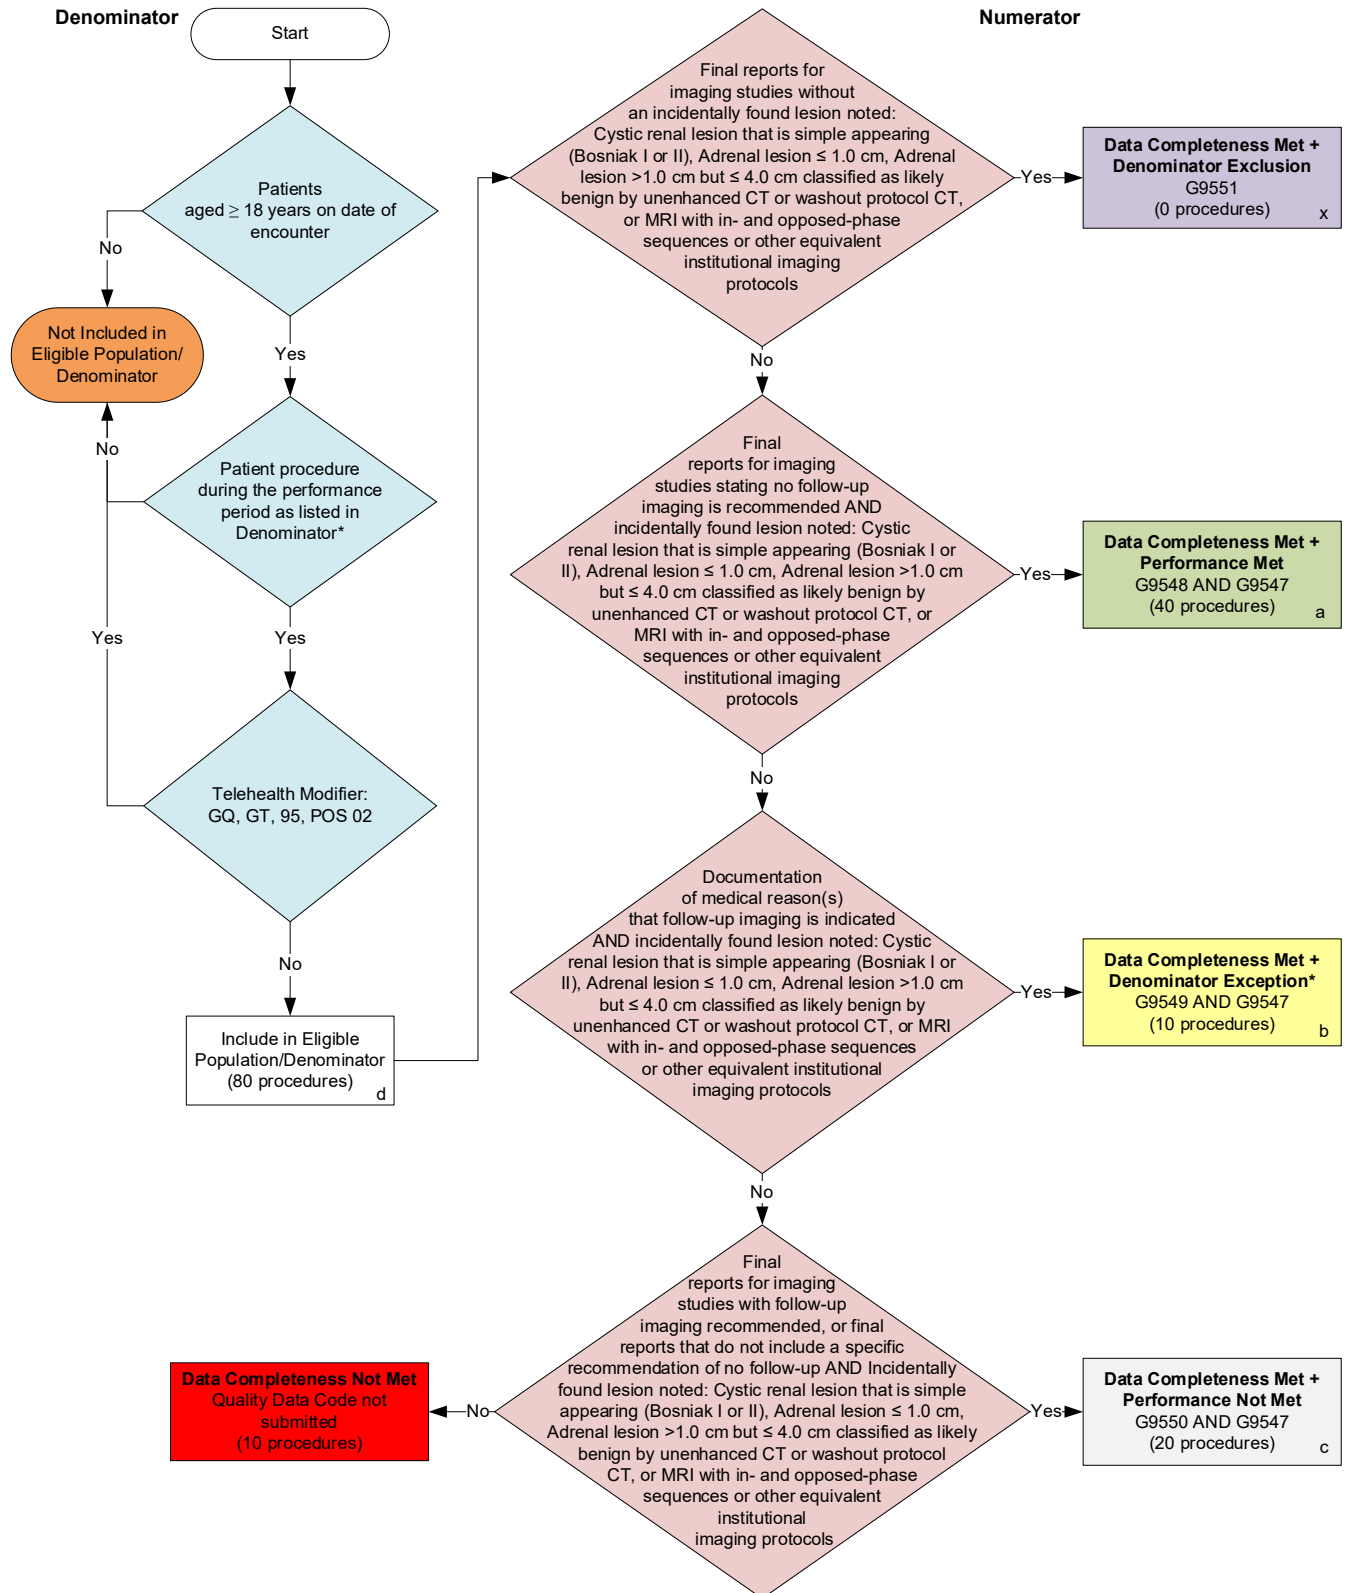 Denominator
Numerator
Start
Patients
aged ≥ 18 years on date of
encounter
No
Not Included in
Eligible Population/
Denominator
Yes
No
Patient procedure
during the performance
period as listed in
Denominator*
Yes
Yes
Telehealth Modifier:
GQ, GT, 95, POS 02
No
Include in Eligible
Population/Denominator
(80 procedures)
d
Final reports for
imaging studies without
an incidentally found lesion noted:
Cystic renal lesion that is simple appearing
(Bosniak I or II), Adrenal lesion ≤ 1.0 cm, Adrenal
lesion >1.0 cm but ≤ 4.0 cm classified as likely
benign by unenhanced CT or washout protocol CT,
or MRI with in- and opposed-phase
sequences or other equivalent
institutional imaging
protocols
Yes
Data Completeness Met +
Denominator Exclusion
G9551
(0 procedures)
x
No
Final
reports for imaging
studies stating no follow-up
imaging is recommended AND
incidentally found lesion noted: Cystic
renal lesion that is simple appearing (Bosniak I or
II), Adrenal lesion ≤ 1.0 cm, Adrenal lesion >1.0 cm
but ≤ 4.0 cm classified as likely benign by
unenhanced CT or washout protocol CT, or
MRI with in- and opposed-phase
sequences or other equivalent
institutional imaging
protocols
Yes
Data Completeness Met +
Performance Met
G9548 AND G9547
(40 procedures)
a
No
Documentation
of medical reason(s)
that follow-up imaging is indicated
AND incidentally found lesion noted: Cystic
renal lesion that is simple appearing (Bosniak I or
II), Adrenal lesion ≤ 1.0 cm, Adrenal lesion >1.0 cm
but ≤ 4.0 cm classified as likely benign by
unenhanced CT or washout protocol CT, or MRI
with in- and opposed-phase sequences
or other equivalent institutional
imaging protocols
Yes
Data Completeness Met +
Denominator Exception*
G9549 AND G9547
(10 procedures)
b
No
Final
reports for imaging
studies with follow-up
imaging recommended, or final
reports that do not include a specific
recommendation of no follow-up AND Incidentally
found lesion noted: Cystic renal lesion that is simple
appearing (Bosniak I or II), Adrenal lesion ≤ 1.0 cm,
Adrenal lesion >1.0 cm but ≤ 4.0 cm classified as likely
benign by unenhanced CT or washout protocol
CT, or MRI with in- and opposed-phase
sequences or other equivalent
institutional
imaging protocols
Yes
Data Completeness Met +
Performance Not Met
G9550 AND G9547
(20 procedures)
c
No
Data Completeness Not Met
Quality Data Code not
submitted
(10 procedures)